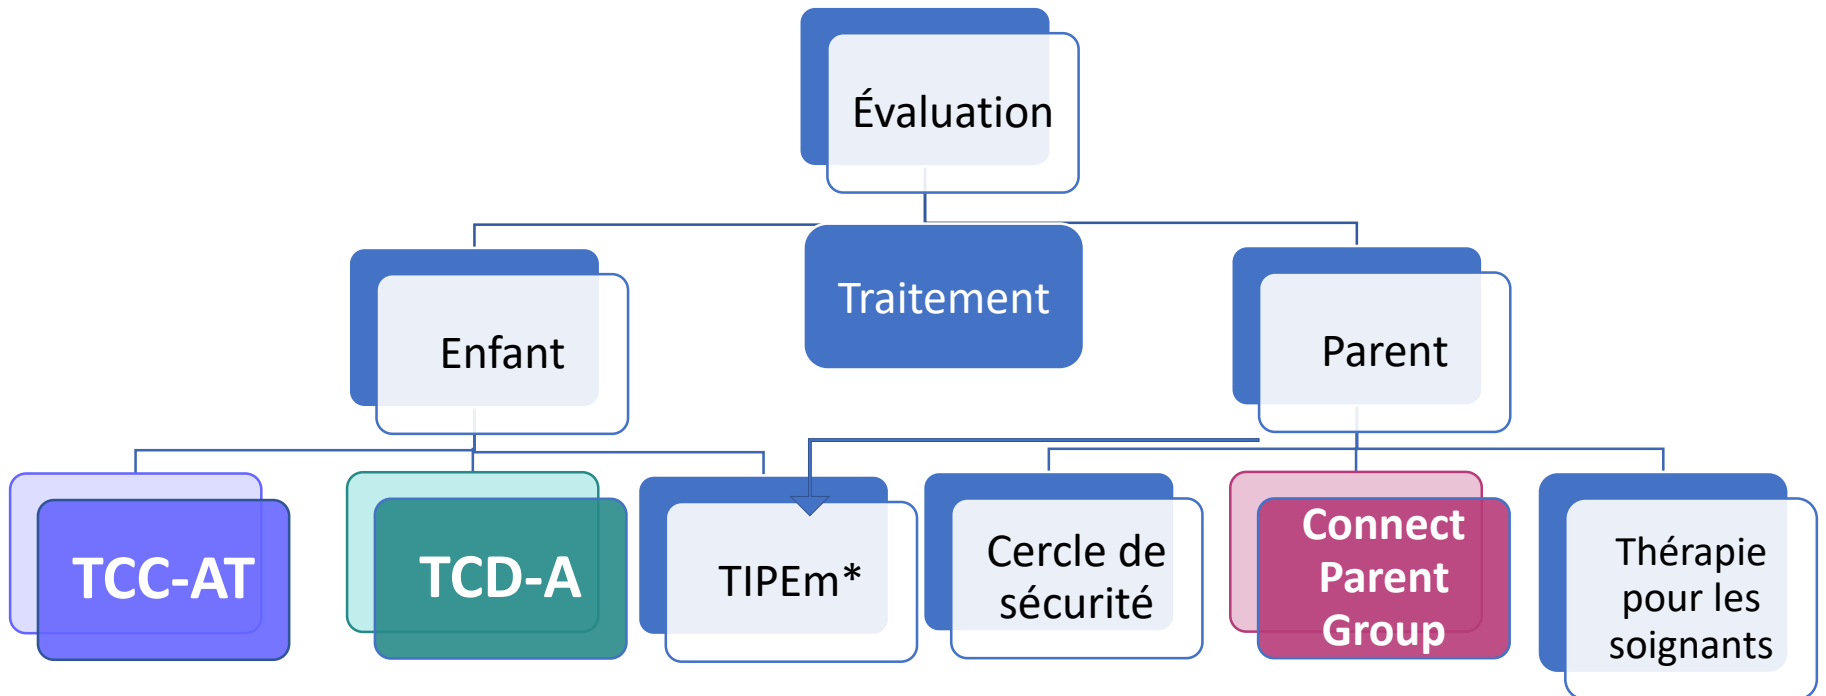 Évaluation
Traitement
Enfant
Parent
TCC-AT
TCD-A
TIPEm*
Cercle de
sécurité
Connect
Parent
Group
Thérapie
pour les
soignants